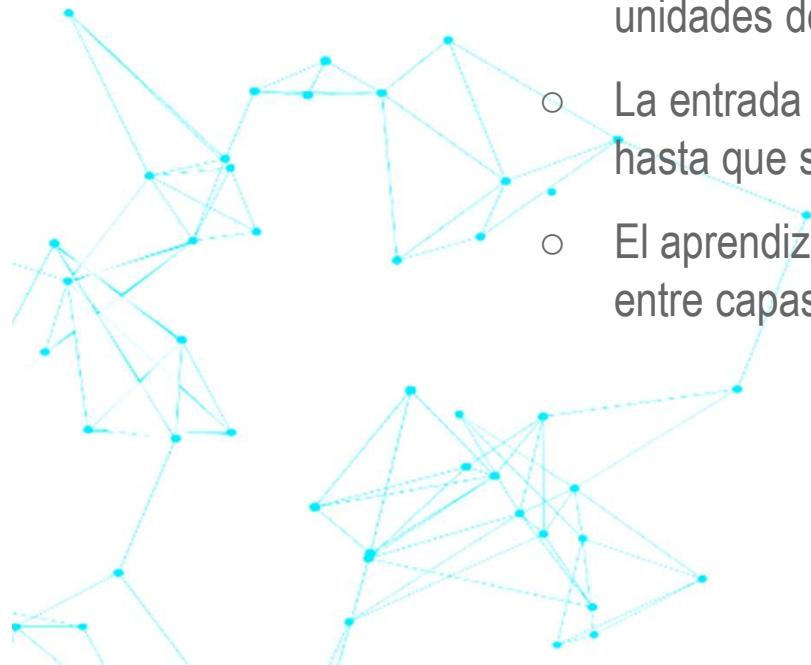 unidades de
○ La entrada
hasta que s
○ El aprendiz
entre capas